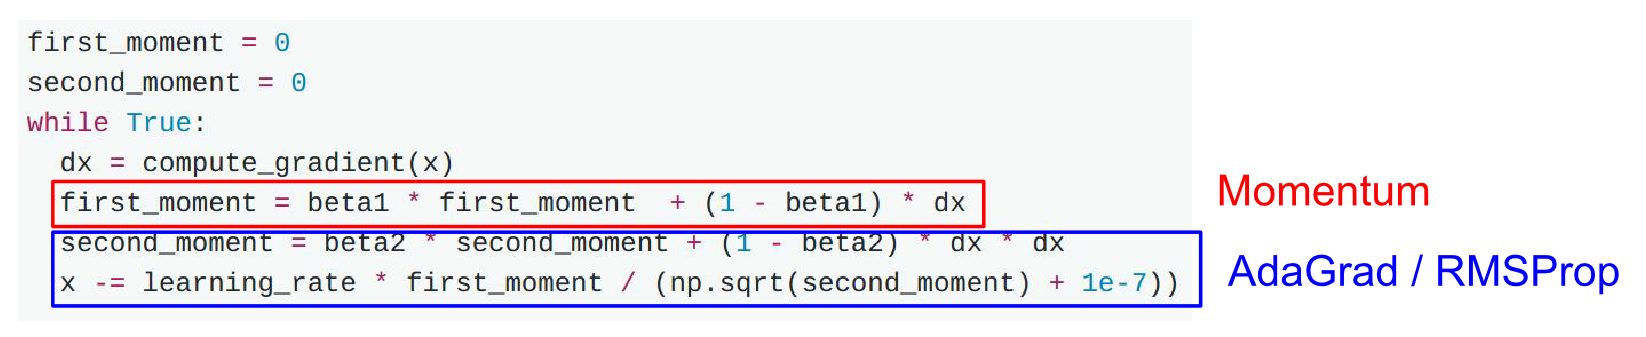 first_moment = 0
second_moment = 0
while True:
  dx = compute_gradient(x)
  first_moment = beta1 * first_moment  + (1 - beta1) * dx
Momentum
  second_moment = beta2 * second_moment + (1 - beta2) * dx * dx
  x -= learning_rate * first_moment / (np.sqrt(second_moment) + 1e-7))
AdaGrad / RMSProp